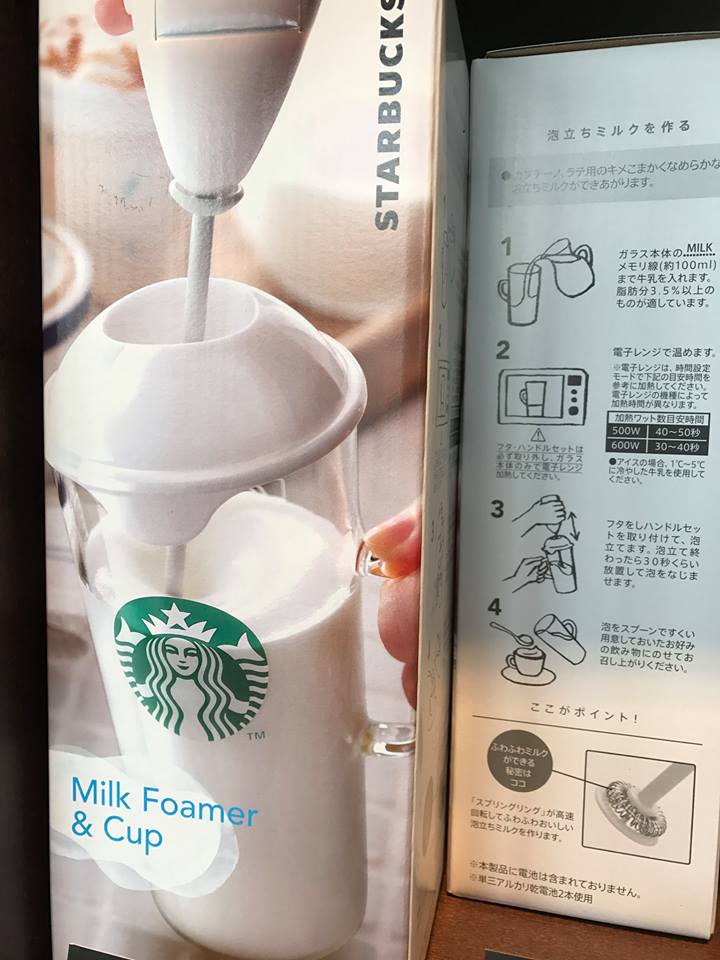 STARBUCKS
TM
Milk Foamer
& Cup
泡立ちミルクを作る
●カプチーノ、ラテ用のキメこまかくなめらかな
泡立ちミルクができあがります。
1
ガラス本体のMILK
メモリ線(約100ml)
まで牛乳を入れます。
脂肪分3.5%以上の
ものが適しています。
2
電子レンジで温めます。
※電子レンジは、時間設定
モードで下記の目安時間を
参考に加熱してください。
電子レンジの機種によって
加熱時間が異なります。
加熱ワット数目安時間
500W 40〜50秒
600W 30〜40秒
フタ・ハンドルセットは
必ず取り外し、ガラス
本体のみで電子レンジ
加熱してください。
●アイスの場合、1℃〜5℃
に冷やした牛乳を使用して
ください。
3
フタをしハンドルセッ
トを取り付けて、泡
立てます。泡立て終
わったら30秒くらい
放置して泡をなじま
せます。
4
泡をスプーンですくい
用意しておいたお好み
の飲み物にのせてお
召し上がりください。
ここがポイント!
ふわふわミルク
ができる
秘密は
ココ
「スプリングリング」が高速
回転してふわふわおいしい
泡立ちミルクを作ります。
※本製品に電池は含まれておりません。
※単三アルカリ乾電池2本使用